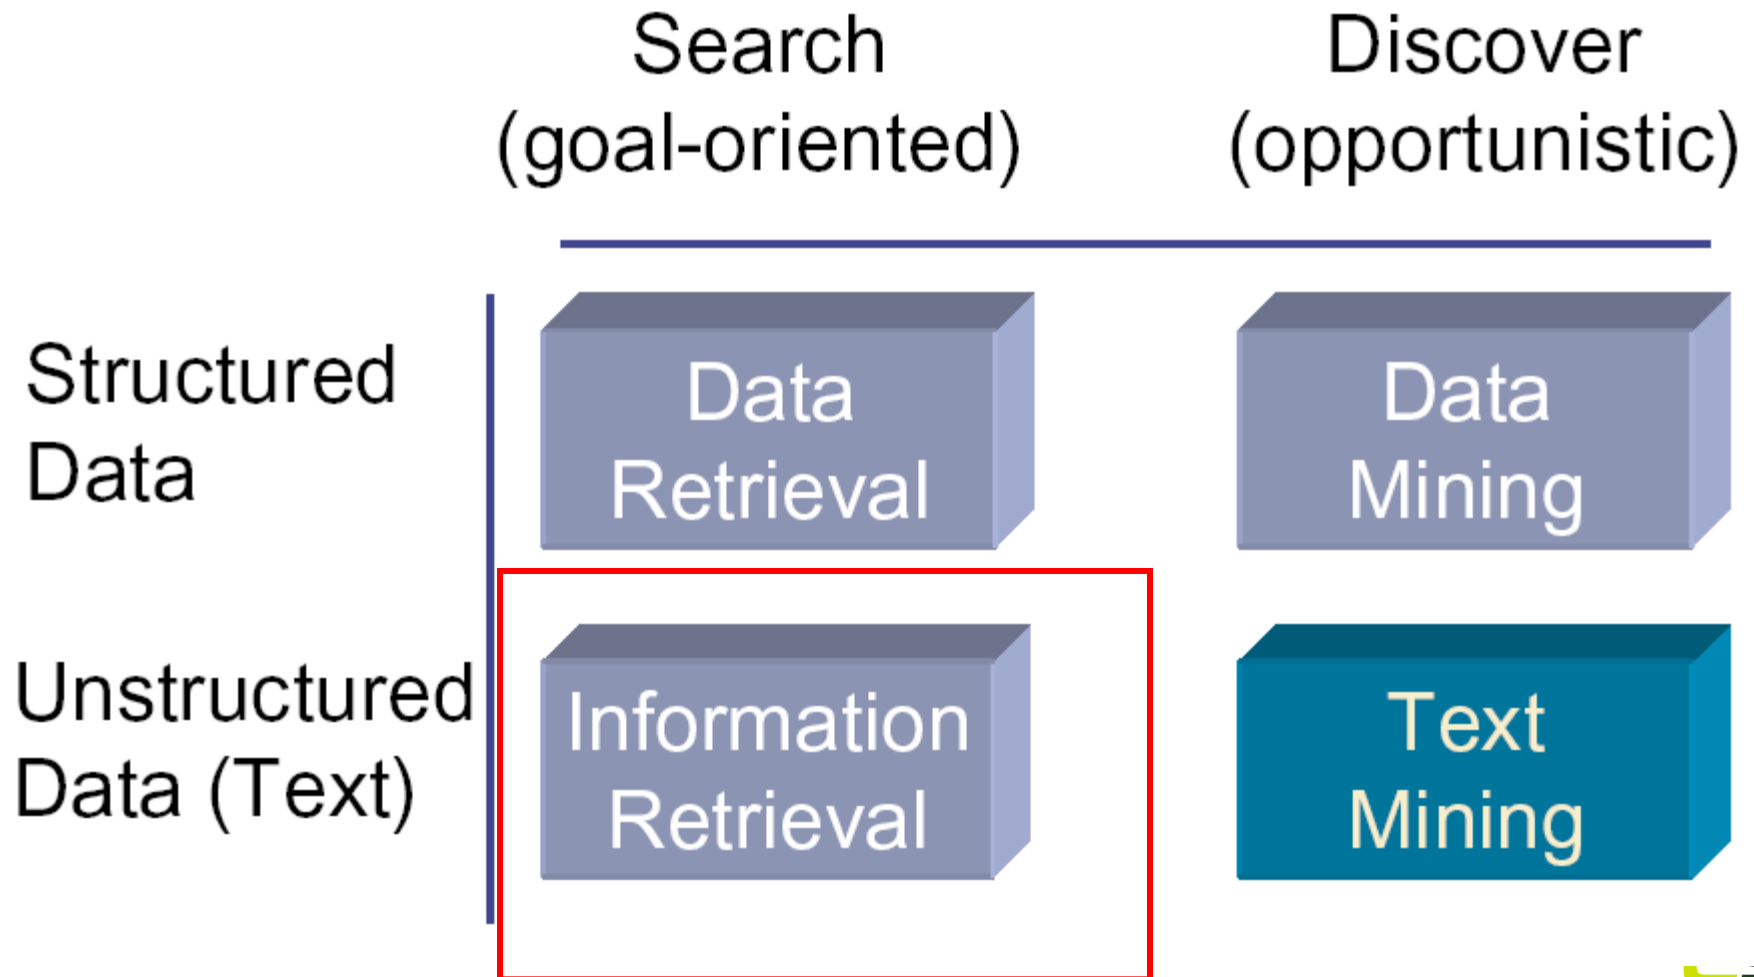 Search
(goal-oriented)
Discover
(opportunistic)
Structured
Data
Data
Retrieval
Data
Mining
Unstructured
Data (Text)
Information
Retrieval
Text
Mining